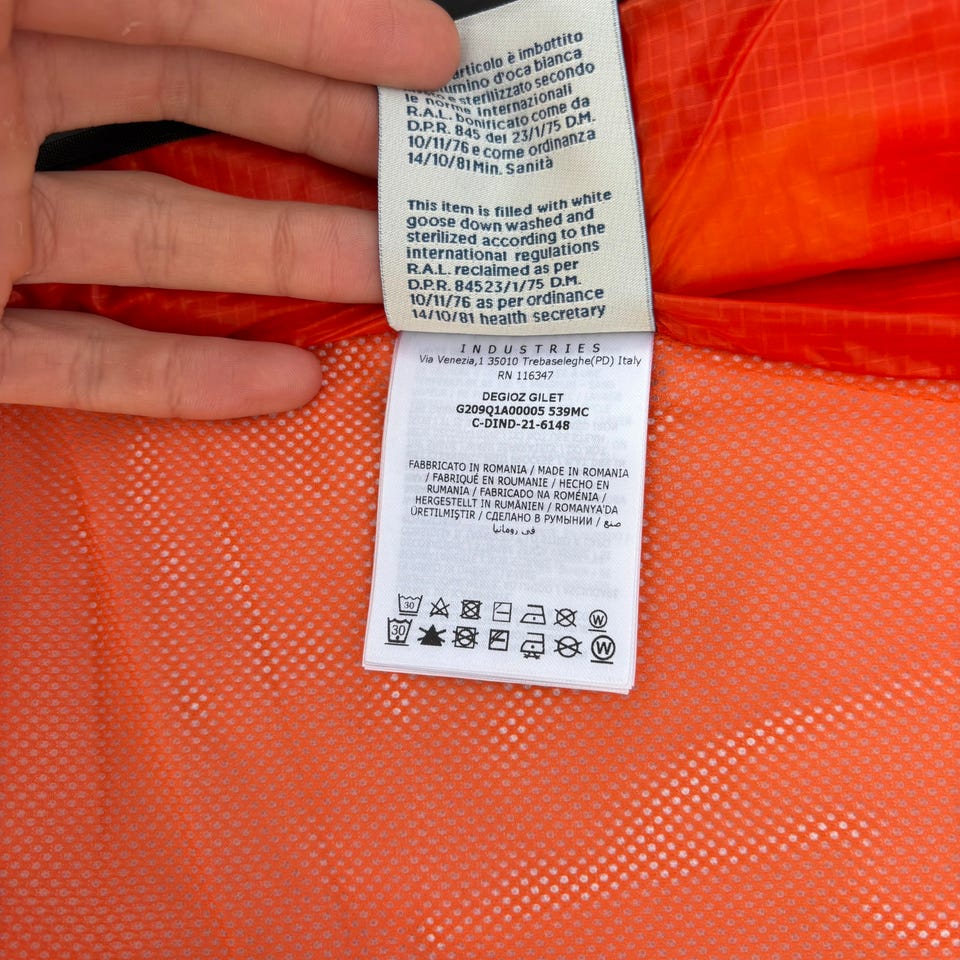 articolo è imbottito
piumino d'oca bianca
e sterilizzato secondo
le norme internazionali
R.A.L. bonificato come da
D.P.R. 845 del 23/1/75 D.M.
10/11/76 e come ordinanza
14/10/81 Min. Sanità
This item is filled with white
goose down washed and
sterilized according to the
international regulations
R.A.L. reclaimed as per
D.P.R. 84523/1/75 D.M.
10/11/76 as per ordinance
14/10/81 health secretary
INDUSTRIES
Via Venezia,1 35010 Trebaseleghe(PD) Italy
RN 116347
DEGIOZ GILET
G209Q1A00005 539MC
C-DIND-21-6148
FABBRICATO IN ROMANIA / MADE IN ROMANIA
/ FABRIQUÉ EN ROUMANIE / HECHO EN
RUMANIA / FABRICADO NA ROMÉNIA /
HERGESTELLT IN RUMÄNIEN / ROMANYA'DA
ÜRETILMIŞTIR / СДЕЛАНО В РУМЫНИИ / صنع
في رومانيا
30 W
30 W